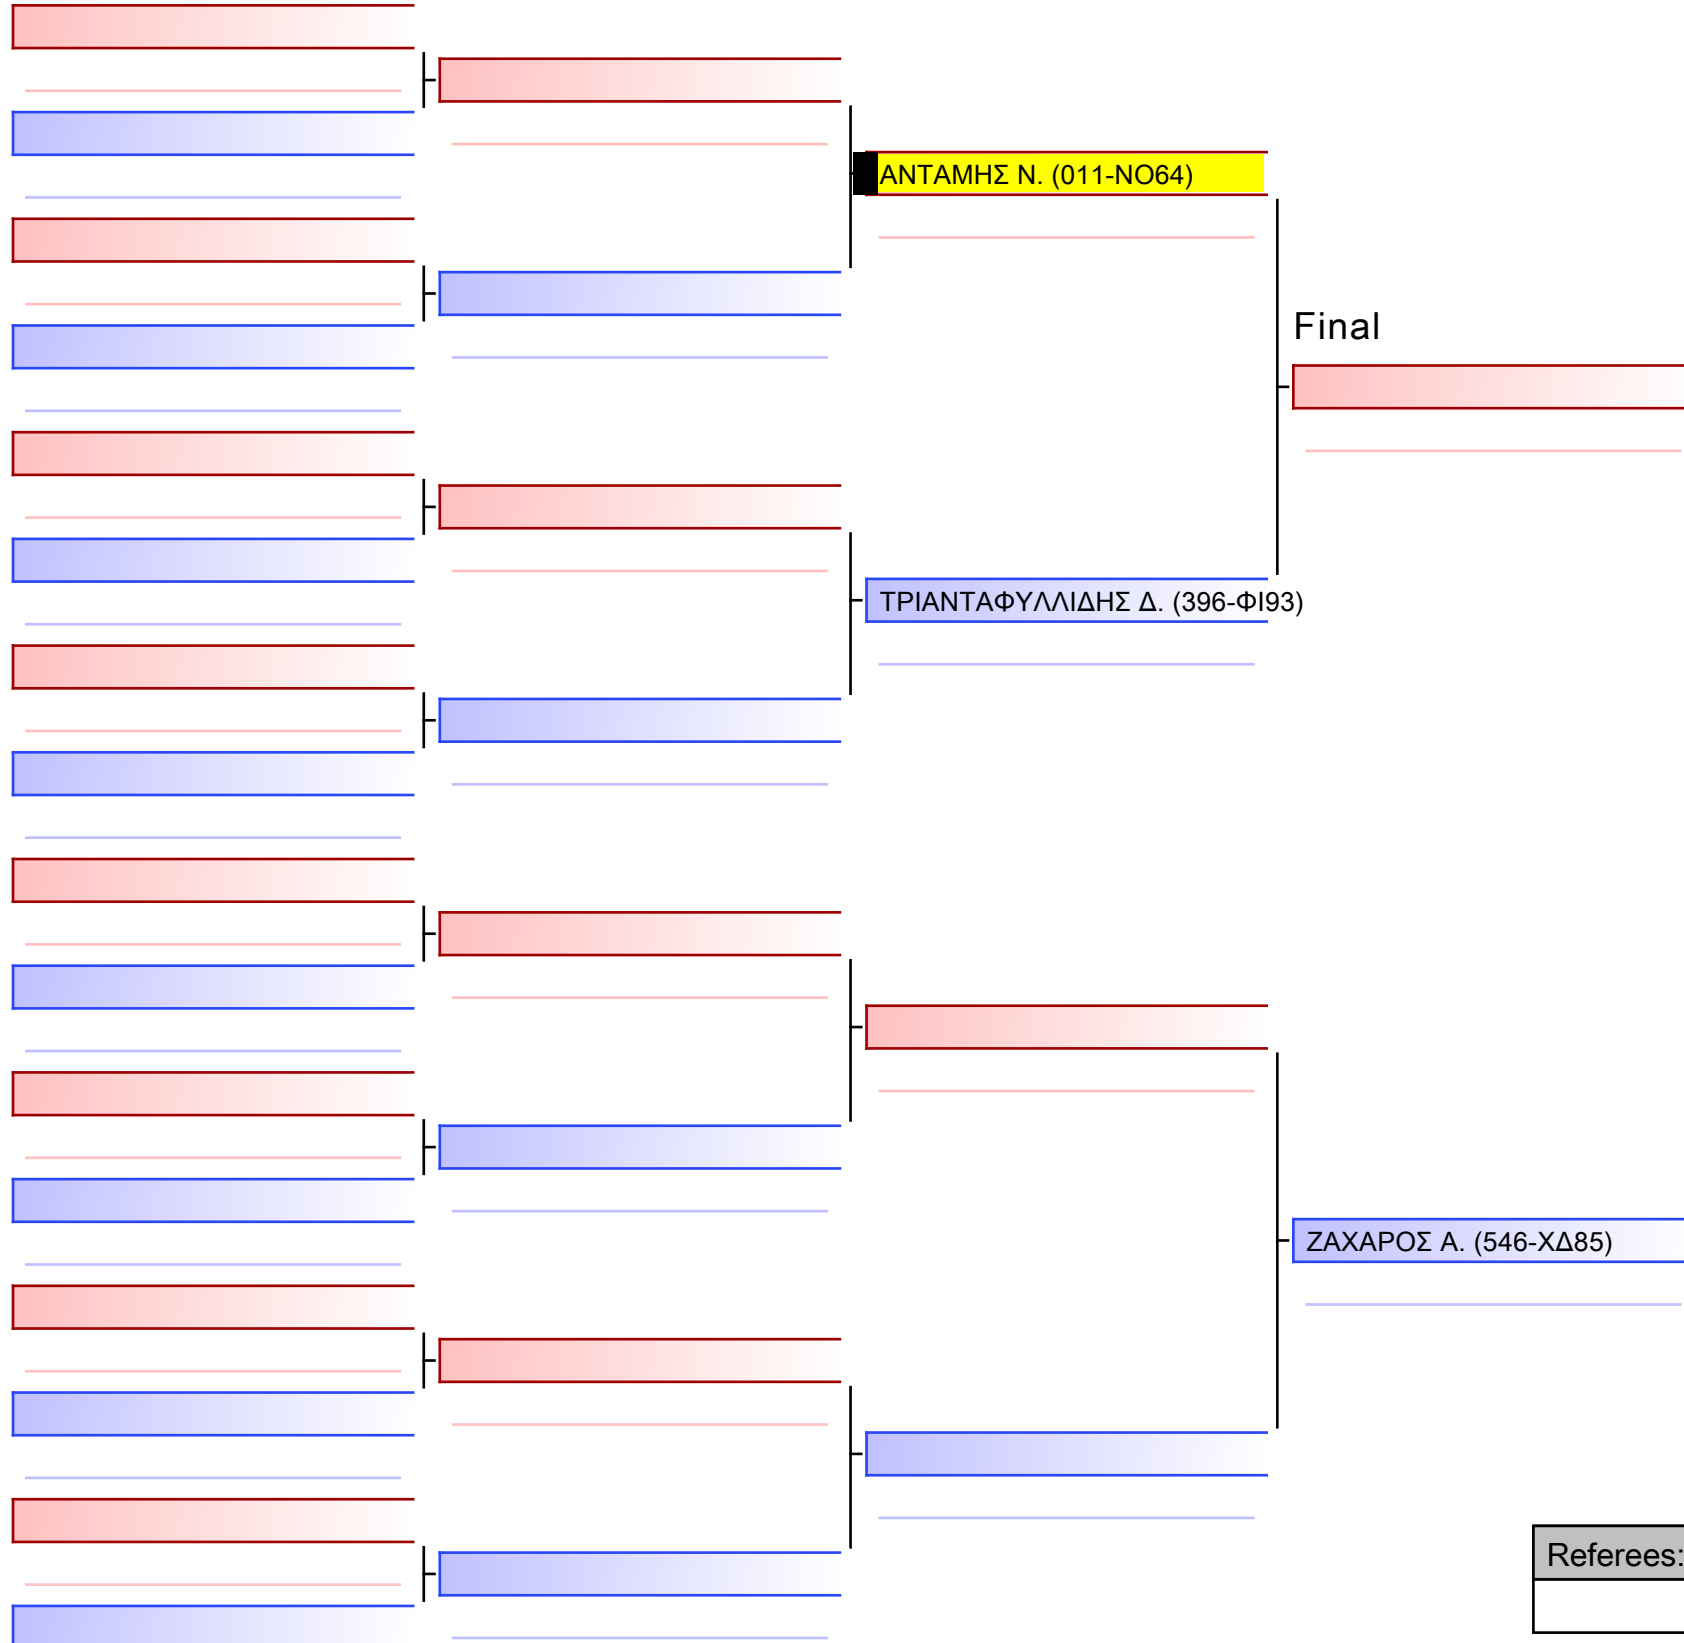 ΑΝΤΑΜΗΣ Ν. (011-ΝΟ64)
Final
ΤΡΙΑΝΤΑΦΥΛΛΙΔΗΣ Δ. (396-ΦΙ93)
ΖΑΧΑΡΟΣ Α. (546-ΧΔ85)
Referees: